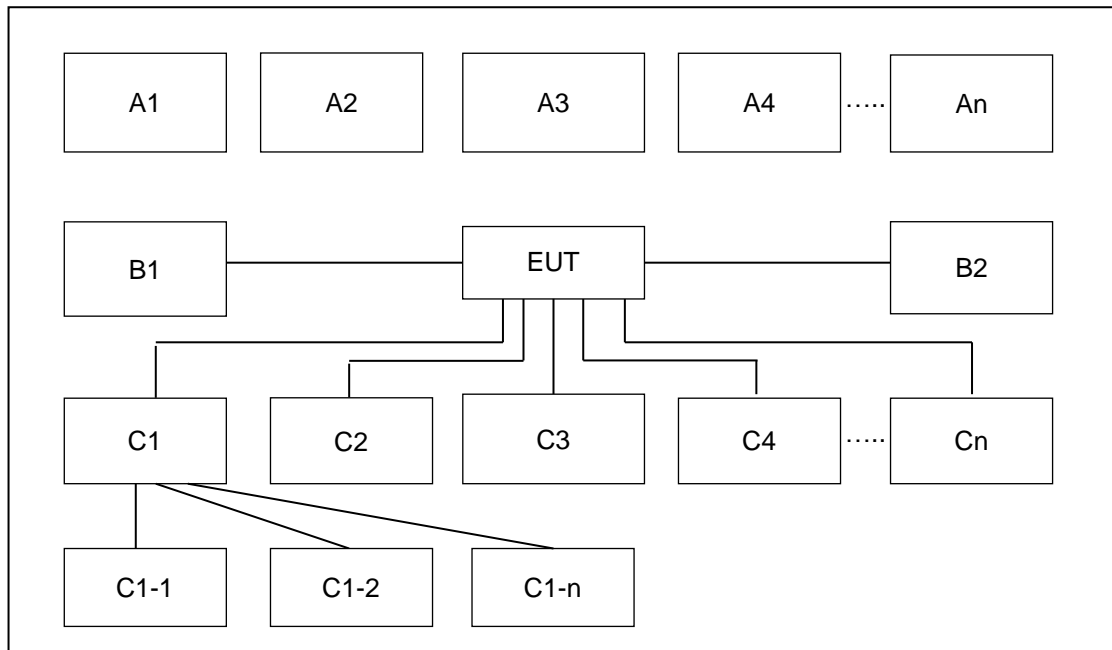 A1 A2 A3 A4 ..... An
B1 EUT B2
C1 C2 C3 C4 ..... Cn
C1-1 C1-2 C1-n